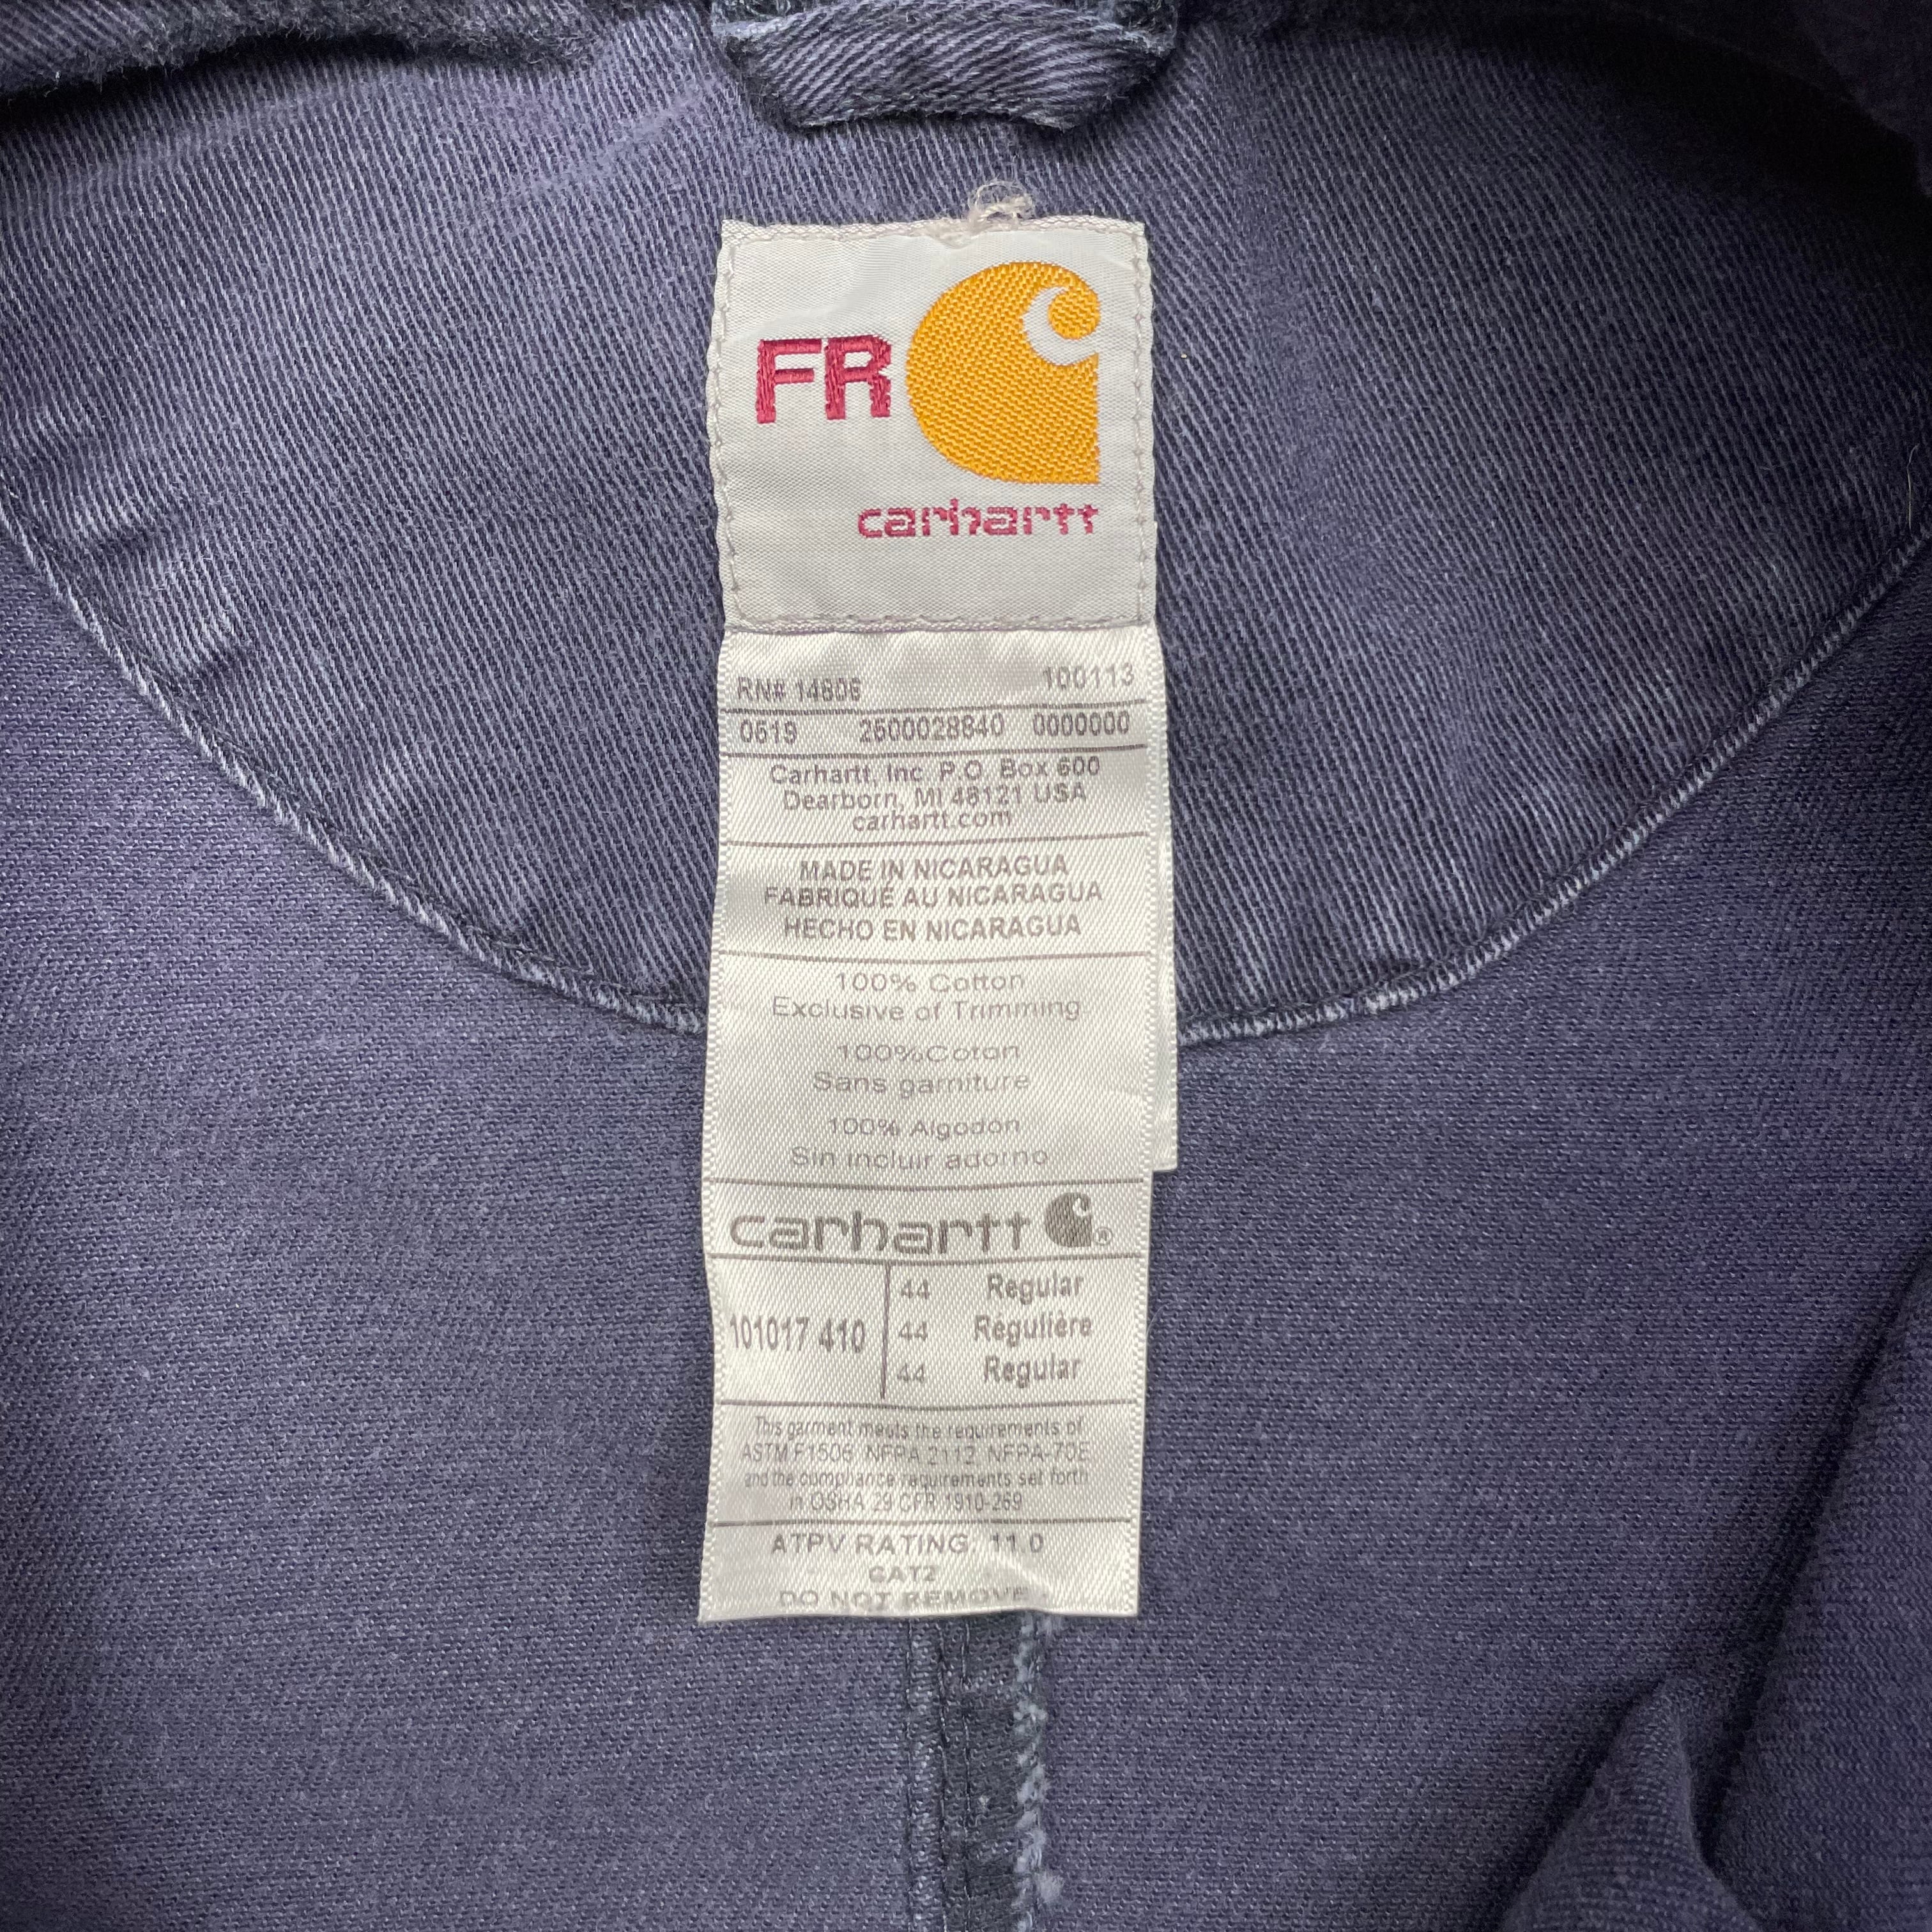 FR
carhartt
RN# 14806 100113
0619 2600028840 0000000
Carhartt, Inc P.O. Box 600
Dearborn, MI 48121 USA
carhartt.com
MADE IN NICARAGUA
FABRIQUÉ AU NICARAGUA
HECHO EN NICARAGUA
100% Cotton
Exclusive of Trimming
100%Coton
Sans garniture
100% Algodón
Sin incluir adorno
carhartt ®
101017 410
44 Regular
44 Régulière
44 Regular
This garment meets the requirements of
ASTM F1506 NFPA 2112 NFPA-70E
and the compliance requirements set forth
in OSHA 29 CFR 1910-269
ATPV RATING: 11.0
CAT2
DO NOT REMOVE